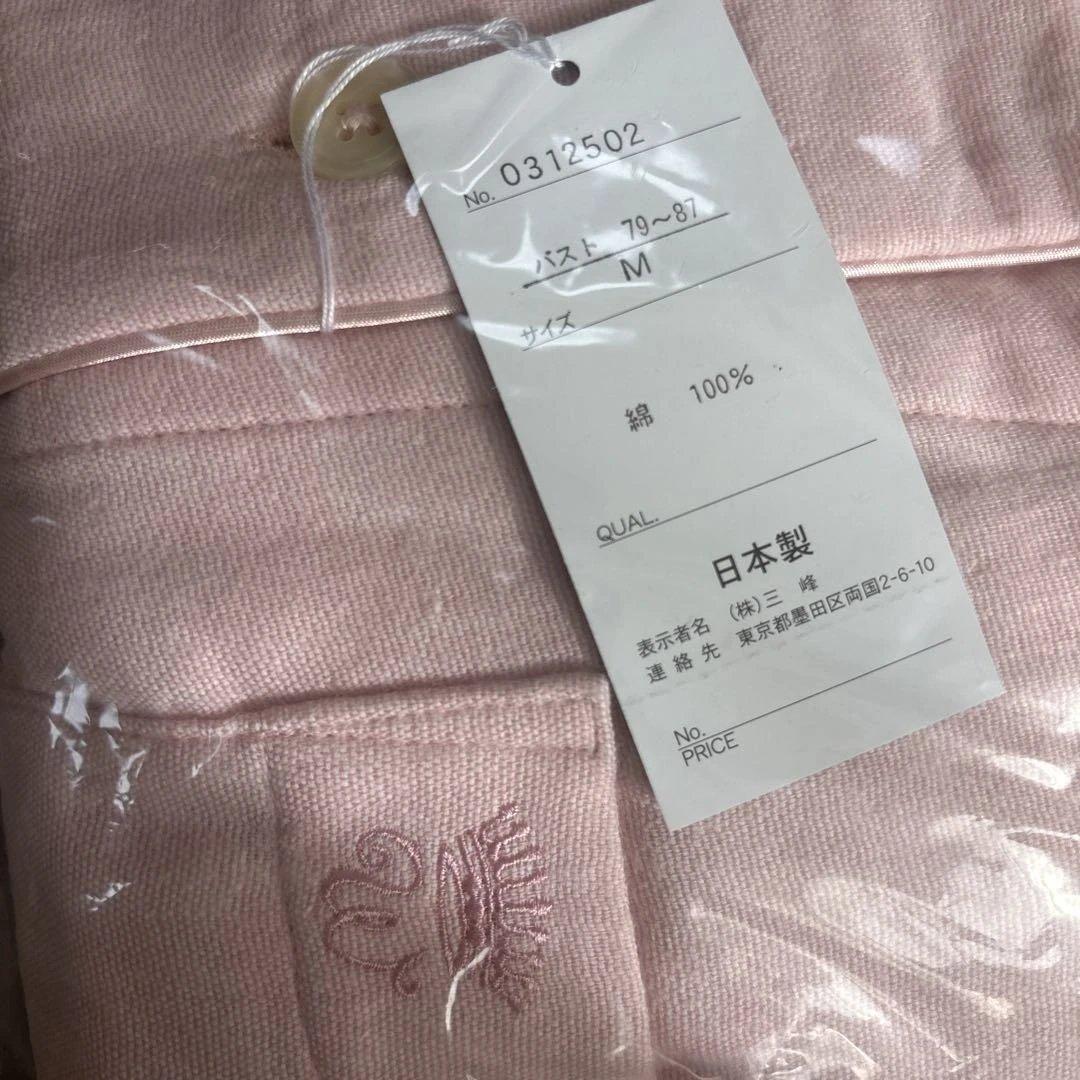 No. 0312502
バスト 79〜87
M
サイズ
綿 100%
QUAL.
日本製
表示者名 (株)三 峰
連絡先 東京都墨田区両国2-6-10
No.
PRICE